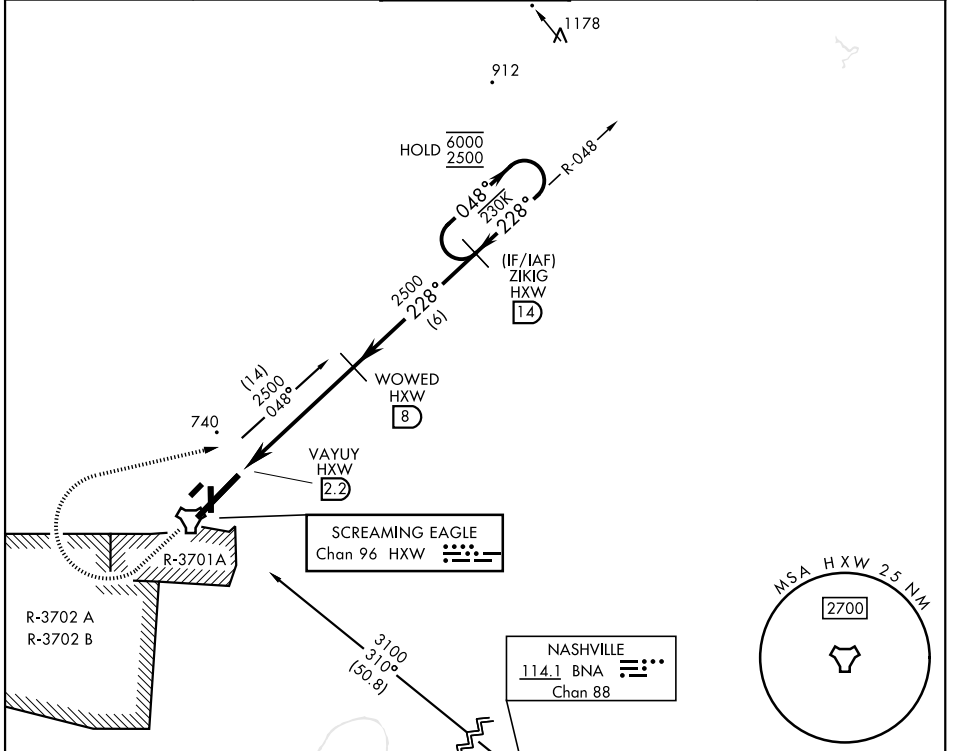 1178
912
HOLD 6000
2500
R-048
048°
230K
228°
(IF/IAF)
ZIKIG
HXW
14
2500
228°
(6)
(14)
2500
048°
WOWED
HXW
8
740
VAYUY
HXW
2.2
SCREAMING EAGLE
Chan 96 HXW
R-3701A
R-3702 A
R-3702 B
MSA HXW 25 NM
2700
3100
310°
(50.8)
NASHVILLE
114.1 BNA
Chan 88